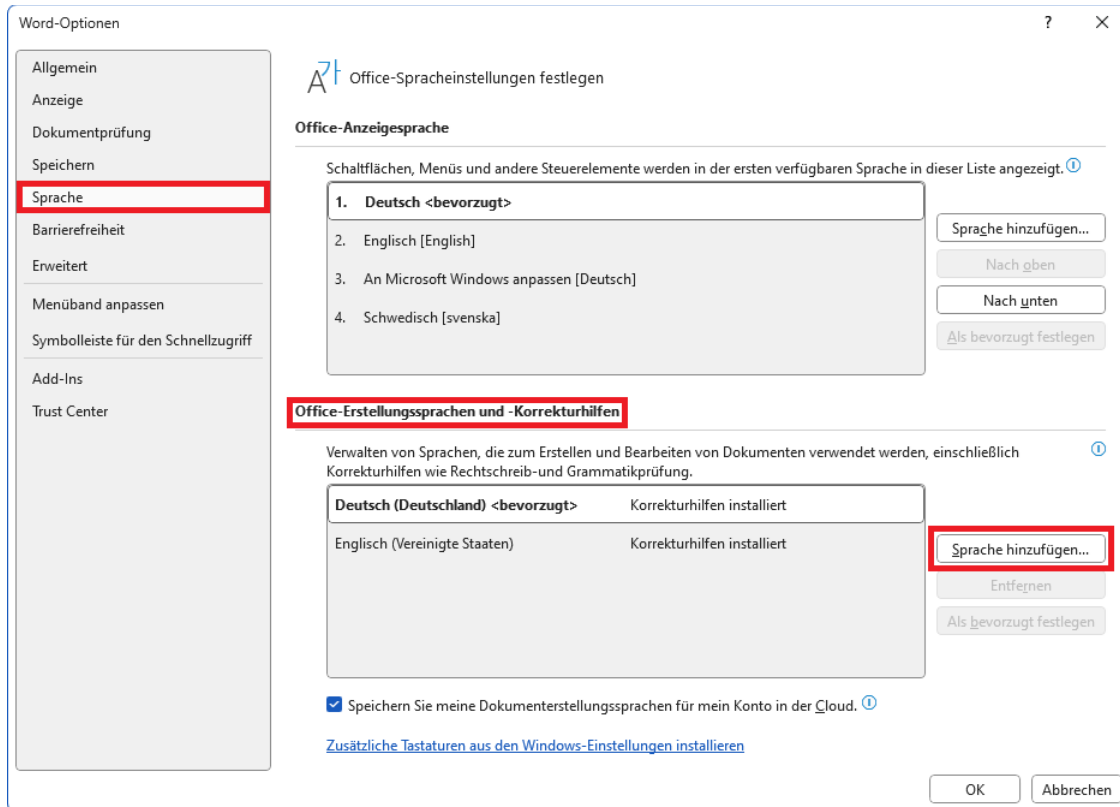 Word-Optionen
?
Allgemein
Anzeige
Dokumentprüfung
Speichern
Sprache
Barrierefreiheit
Erweitert
Menüband anpassen
Symbolleiste für den Schnellzugriff
Add-Ins
Trust Center
Office-Spracheinstellungen festlegen
Office-Anzeigesprache
Schaltflächen, Menüs und andere Steuerelemente werden in der ersten verfügbaren Sprache in dieser Liste angezeigt.
1. Deutsch <bevorzugt>
2. Englisch [English]
3. An Microsoft Windows anpassen [Deutsch]
4. Schwedisch [svenska]
Sprache hinzufügen...
Nach oben
Nach unten
Als bevorzugt festlegen
Office-Erstellungssprachen und -Korrekturhilfen
Verwalten von Sprachen, die zum Erstellen und Bearbeiten von Dokumenten verwendet werden, einschließlich
Korrekturhilfen wie Rechtschreib-und Grammatikprüfung.
Deutsch (Deutschland) <bevorzugt> Korrekturhilfen installiert
Englisch (Vereinigte Staaten) Korrekturhilfen installiert
Sprache hinzufügen...
Entfernen
Als bevorzugt festlegen
Speichern Sie meine Dokumenterstellungssprachen für mein Konto in der Cloud.
Zusätzliche Tastaturen aus den Windows-Einstellungen installieren
OK
Abbrechen